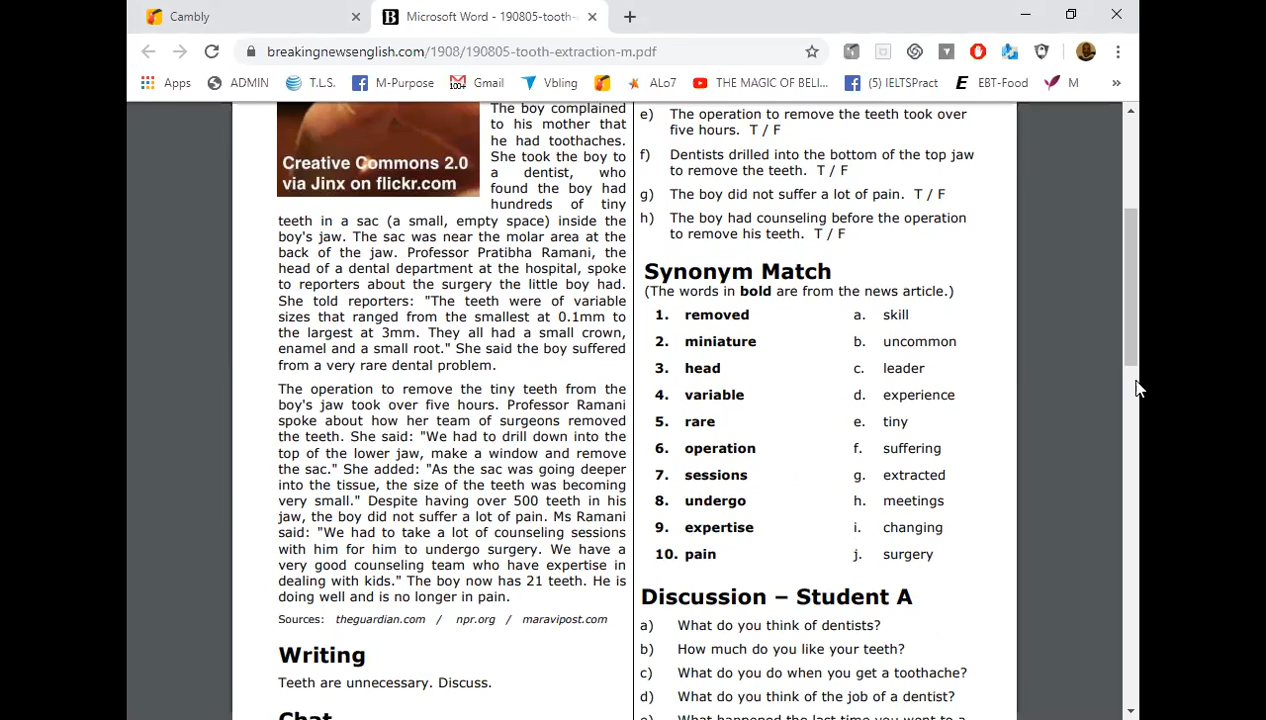 Cambly
Microsoft Word - 190805-tooth-
breakingnewsenglish.com/1908/190805-tooth-extraction-m.pdf
Apps
ADMIN
T.L.S.
M-Purpose
100+
Gmail
Vbling
ALo7
THE MAGIC OF BELI...
(5) IELTSPract
EBT-Food
M
»
Creative Commons 2.0
via Jinx on flickr.com
The boy complained
to his mother that
he had toothaches.
She took the boy to
a dentist, who
found the boy had
hundreds of tiny
teeth in a sac (a small, empty space) inside the
boy's jaw. The sac was near the molar area at the
back of the jaw. Professor Pratibha Ramani, the
head of a dental department at the hospital, spoke
to reporters about the surgery the little boy had.
She told reporters: "The teeth were of variable
sizes that ranged from the smallest at 0.1mm to
the largest at 3mm. They all had a small crown,
enamel and a small root." She said the boy suffered
from a very rare dental problem.
The operation to remove the tiny teeth from the
boy's jaw took over five hours. Professor Ramani
spoke about how her team of surgeons removed
the teeth. She said: "We had to drill down into the
top of the lower jaw, make a window and remove
the sac." She added: "As the sac was going deeper
into the tissue, the size of the teeth was becoming
very small." Despite having over 500 teeth in his
jaw, the boy did not suffer a lot of pain. Ms Ramani
said: "We had to take a lot of counseling sessions
with him for him to undergo surgery. We have a
very good counseling team who have expertise in
dealing with kids." The boy now has 21 teeth. He is
doing well and is no longer in pain.
Sources: theguardian.com / npr.org / maravipost.com
Writing
Teeth are unnecessary. Discuss.
Chat
e) The operation to remove the teeth took over
five hours. T / F
f) Dentists drilled into the bottom of the top jaw
to remove the teeth. T / F
g) The boy did not suffer a lot of pain. T / F
h) The boy had counseling before the operation
to remove his teeth. T / F
Synonym Match
(The words in bold are from the news article.)
1. removed a. skill
2. miniature b. uncommon
3. head c. leader
4. variable d. experience
5. rare e. tiny
6. operation f. suffering
7. sessions g. extracted
8. undergo h. meetings
9. expertise i. changing
10. pain j. surgery
Discussion – Student A
a) What do you think of dentists?
b) How much do you like your teeth?
c) What do you do when you get a toothache?
d) What do you think of the job of a dentist?
e) What happened the last time you went to a